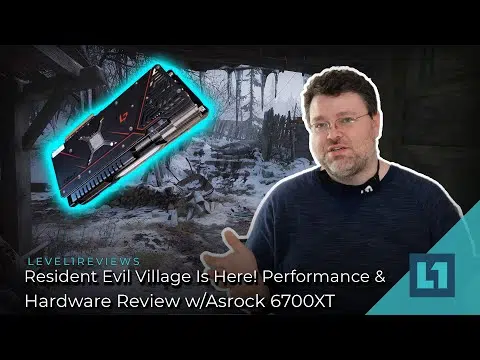 LEVEL1REVIEWS
Resident Evil Village Is Here! Performance &
Hardware Review w/Asrock 6700XT
L1